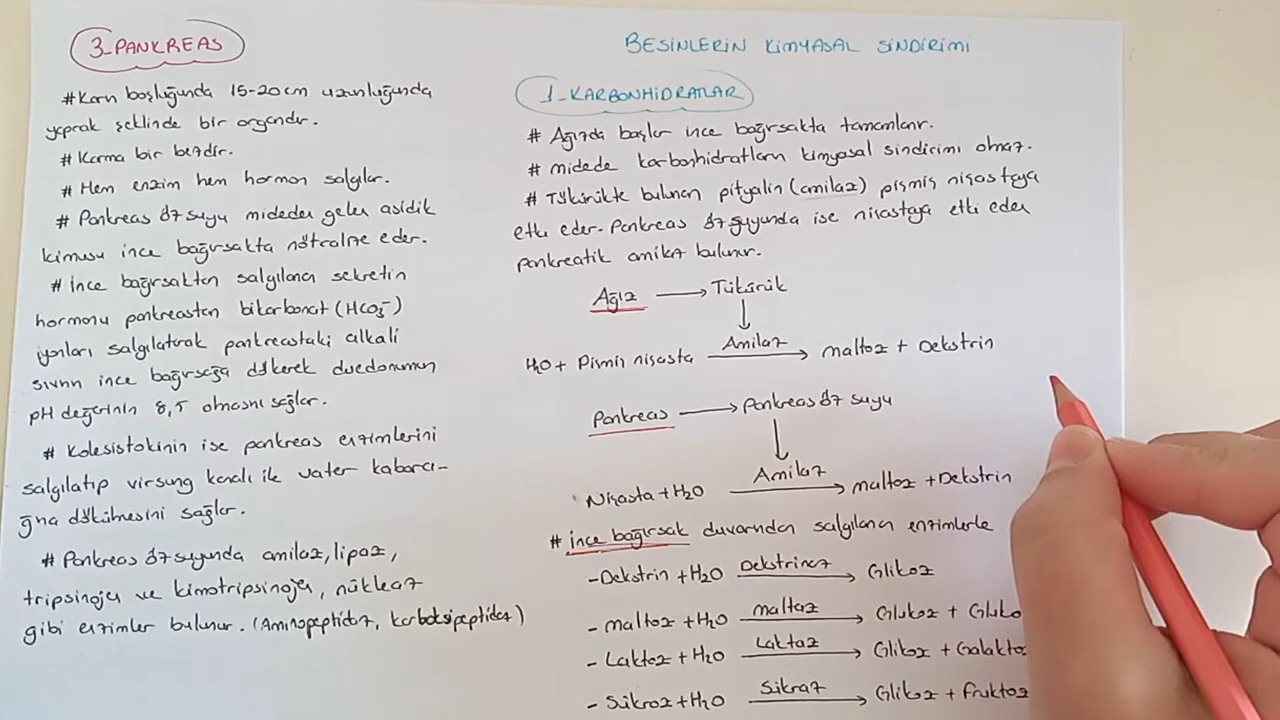 3-PANKREAS
# Karın boşluğunda 15-20cm uzunluğunda
yaprak şeklinde bir organdır.
# Karma bir bezdir.
# Hem enzim hem hormon salgılar.
# Pankreas öz suyu mideden gelen asidik
kimusu ince bağırsakta nötralize eder.
# İnce bağırsaktan salgılanan sekretin
hormonu pankreastan bikarbonat (HCO3-)
iyonları salgılatarak pankreastaki alkali
sıvının ince bağırsağa dökerek duedonumun
pH değerinin 8,5 olmasını sağlar.
# Kolesistokinin ise pankreas enzimlerini
salgılatıp virsung kanalı ile vater kabarcı-
ğına dökülmesini sağlar.
# Pankreas öz suyunda amilaz, lipaz,
tripsinojen ve kimotripsinojen, nükleaz
gibi enzimler bulunur. (Aminopeptidaz, karboksipeptidaz)
BESİNLERİN KİMYASAL SİNDİRİMİ
1-KARBONHİDRATLAR
# Ağızda başlar ince bağırsakta tamamlanır.
# midede karbonhidratların kimyasal sindirimi olmaz.
# Tükürükte bulunan pityalin (amilaz) pişmiş nişastaya
etki eder. Pankreas öz suyunda ise nişastaya etki eden
pankreatik amilaz bulunur.
Ağız → Tükürük
↓
H2O + Pişmiş nişasta Amilaz → maltoz + Dekstrin
Pankreas → Pankreas öz suyu
↓
Nişasta + H2O Amilaz → maltoz + Dekstrin
# İnce bağırsak duvarından salgılanan enzimlerle
- Dekstrin + H2O Dekstrinaz → Glikoz
- maltoz + H2O maltaz → Glukoz + Gluko
- Laktoz + H2O Laktaz → Glikoz + Galakto
- Sükroz + H2O Sükraz → Glikoz + fruktoz